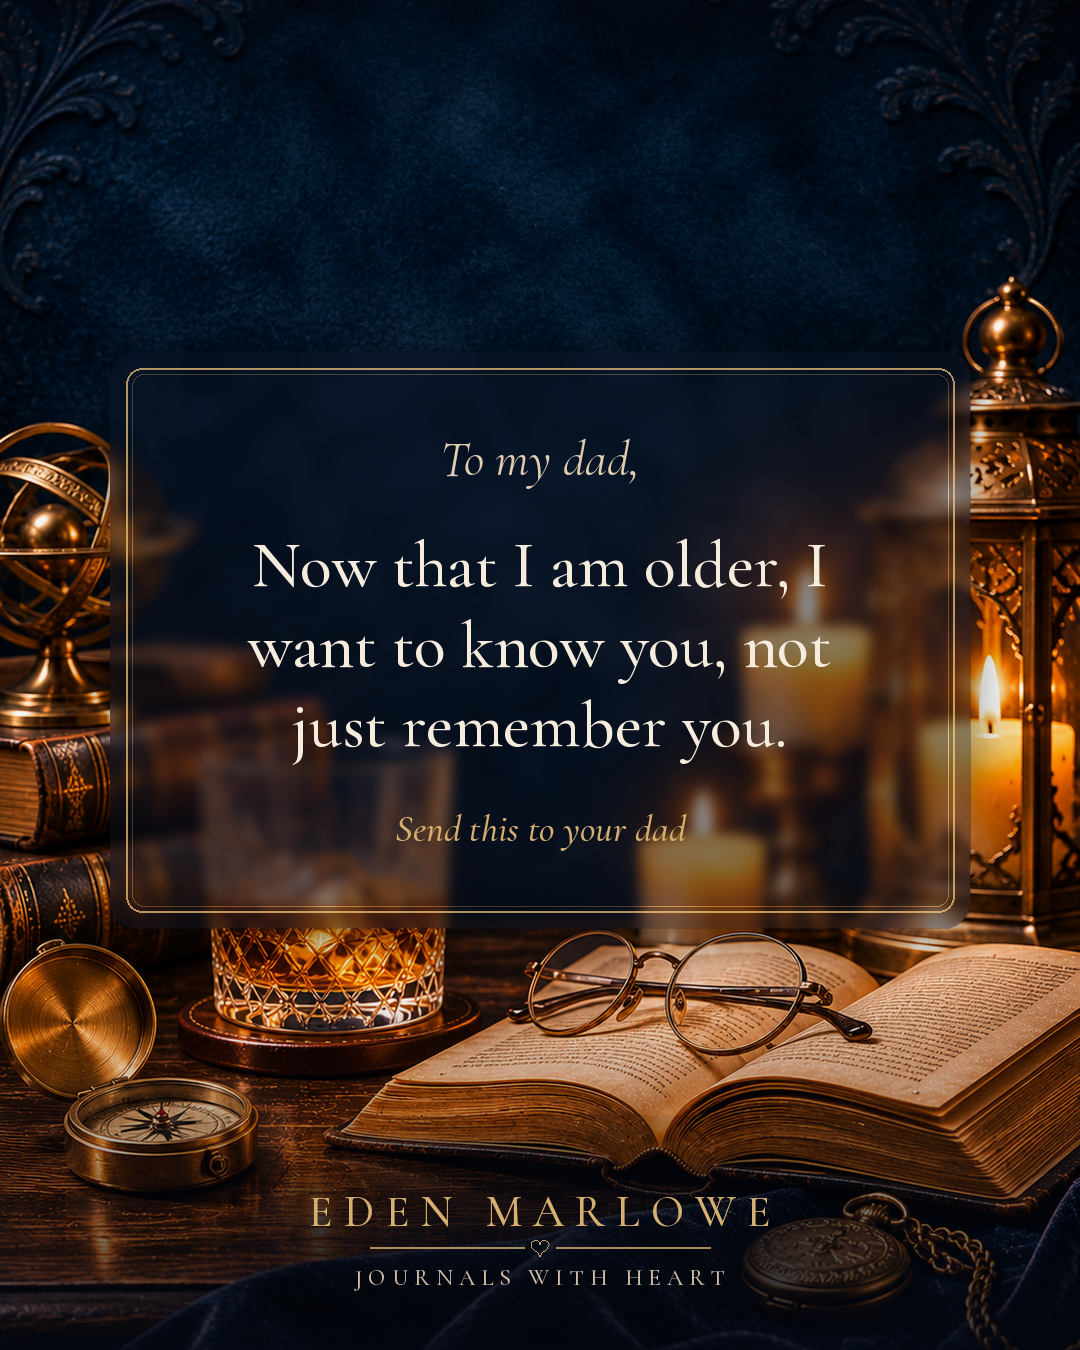 To my dad,
Now that I am older, I
want to know you, not
just remember you.
Send this to your dad
EDEN MARLOWE
JOURNALS WITH HEART